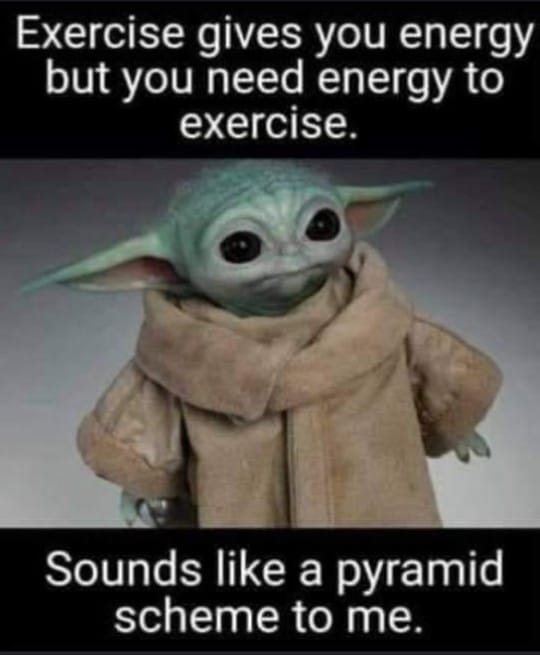 Exercise gives you energy
but you need energy to
exercise.
Sounds like a pyramid
scheme to me.